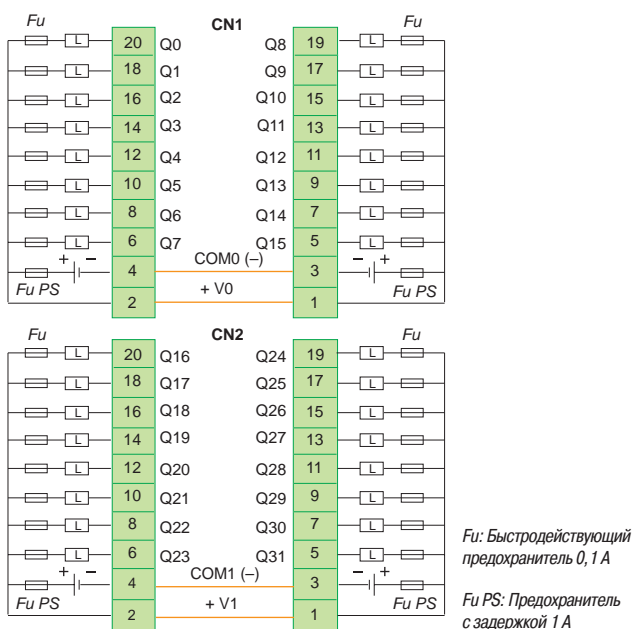 Fu CN1 Fu
L 20 Q0 Q8 19 L
L 18 Q1 Q9 17 L
L 16 Q2 Q10 15 L
L 14 Q3 Q11 13 L
L 12 Q4 Q12 11 L
L 10 Q5 Q13 9 L
L 8 Q6 Q14 7 L
L 6 Q7 Q15 5 L
+ – 4 COM0 (–) 3 – +
Fu PS 2 + V0 1 Fu PS
Fu CN2 Fu
L 20 Q16 Q24 19 L
L 18 Q17 Q25 17 L
L 16 Q18 Q26 15 L
L 14 Q19 Q27 13 L
L 12 Q20 Q28 11 L
L 10 Q21 Q29 9 L
L 8 Q22 Q30 7 L
L 6 Q23 Q31 5 L
+ – 4 COM1 (–) 3 – +
Fu PS 2 + V1 1 Fu PS
Fu: Быстродействующий
предохранитель 0,1 А
Fu PS: Предохранитель
с задержкой 1 А